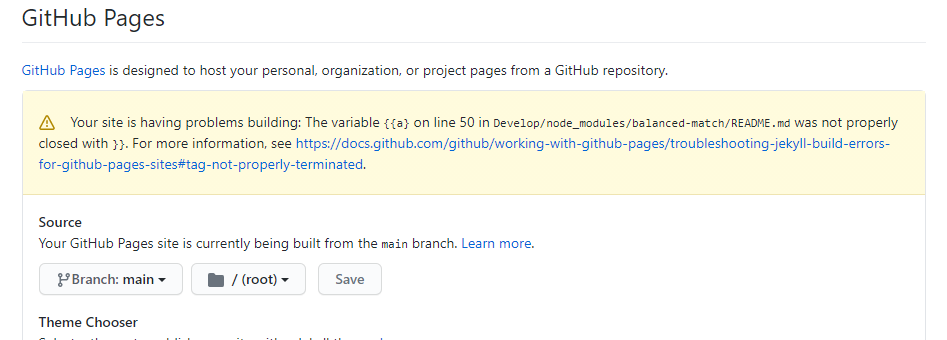 GitHub Pages
GitHub Pages is designed to host your personal, organization, or project pages from a GitHub repository.
Your site is having problems building: The variable {{a} on line 50 in Develop/node_modules/balanced-match/README.md was not properly
closed with }}. For more information, see https://docs.github.com/github/working-with-github-pages/troubleshooting-jekyll-build-errors-
for-github-pages-sites#tag-not-properly-terminated.
Source
Your GitHub Pages site is currently being built from the main branch. Learn more.
Branch: main / (root) Save
Theme Chooser